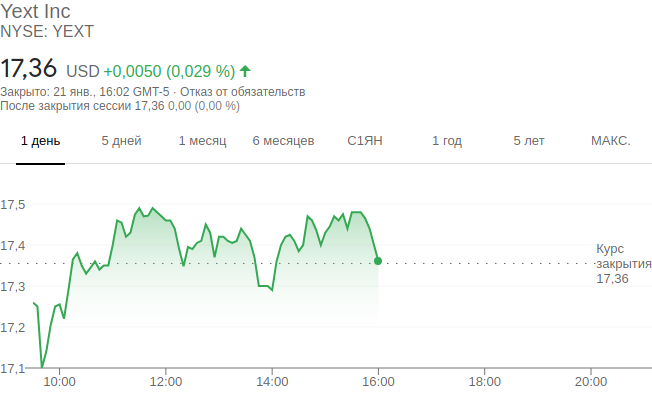 Yext Inc
NYSE: YEXT
17,36 USD +0,0050 (0,029 %)
Закрыто: 21 янв., 16:02 GMT-5 · Отказ от обязательств
После закрытия сессии 17,36 0,00 (0,00 %)
1 день 5 дней 1 месяц 6 месяцев С1ЯН 1 год 5 лет МАКС.
17,5
17,4
Курс
закрытия
17,36
17,3
17,2
17,1
10:00 12:00 14:00 16:00 18:00 20:00